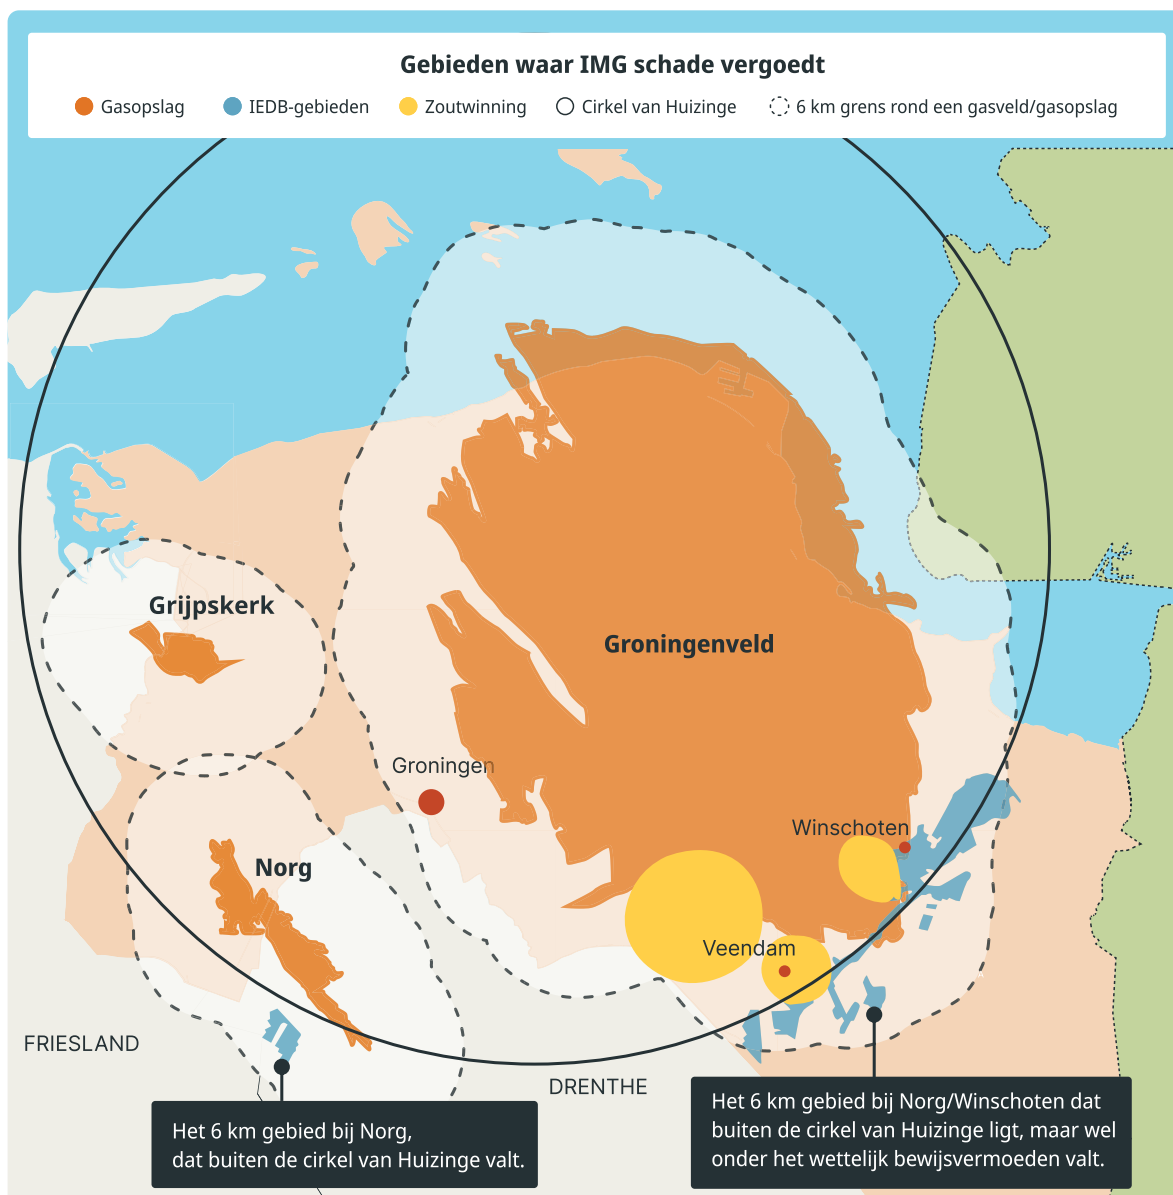 Gebieden waar IMG schade vergoedt
Gasopslag
IEDB-gebieden
Zoutwinning
Cirkel van Huizinge
6 km grens rond een gasveld/gasopslag
Grijpskerk
Groningenveld
Groningen
Winschoten
Norg
Veendam
FRIESLAND
DRENTHE
Het 6 km gebied bij Norg,
dat buiten de cirkel van Huizinge valt.
Het 6 km gebied bij Norg/Winschoten dat
buiten de cirkel van Huizinge ligt, maar wel
onder het wettelijk bewijsvermoeden valt.